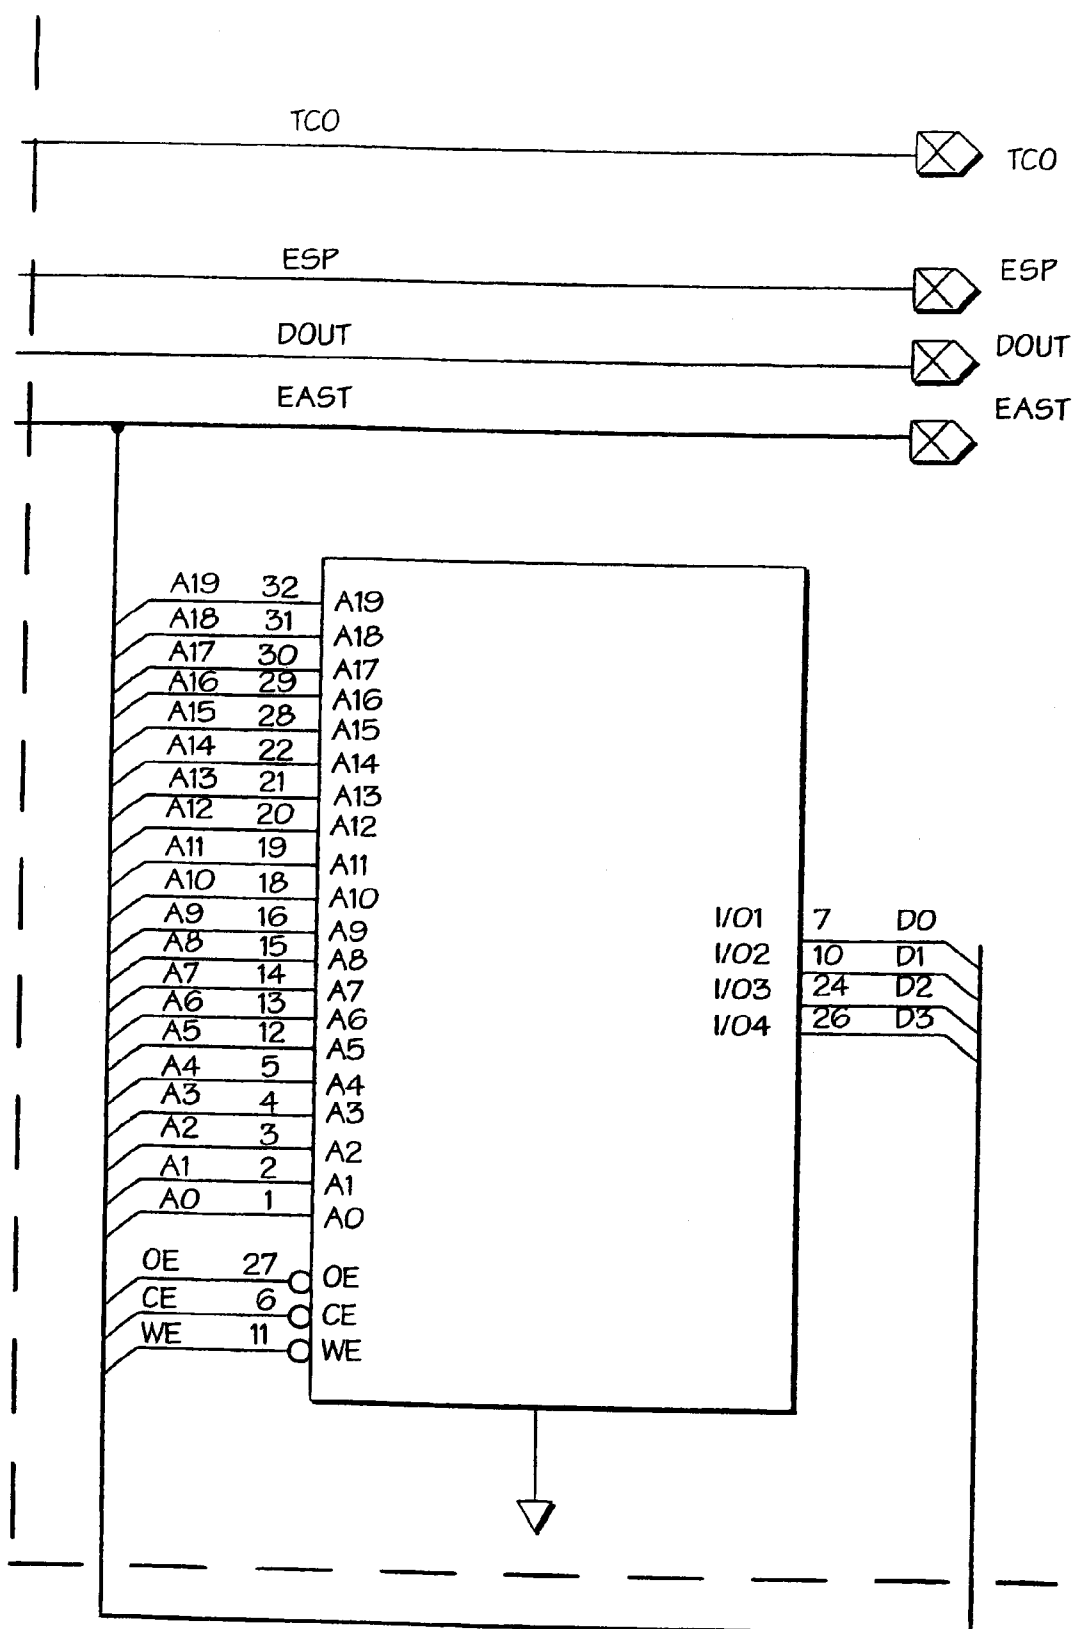 TCO
TCO
ESP
ESP
DOUT
DOUT
EAST
EAST
A19 32 A19
A18 31 A18
A17 30 A17
A16 29 A16
A15 28 A15
A14 22 A14
A13 21 A13
A12 20 A12
A11 19 A11
A10 18 A10
A9 16 A9
I/O1 7 D0
A8 15 A8
I/O2 10 D1
A7 14 A7
I/O3 24 D2
A6 13 A6
I/O4 26 D3
A5 12 A5
A4 5 A4
A3 4 A3
A2 3 A2
A1 2 A1
A0 1 A0
OE 27 OE
CE 6 CE
WE 11 WE